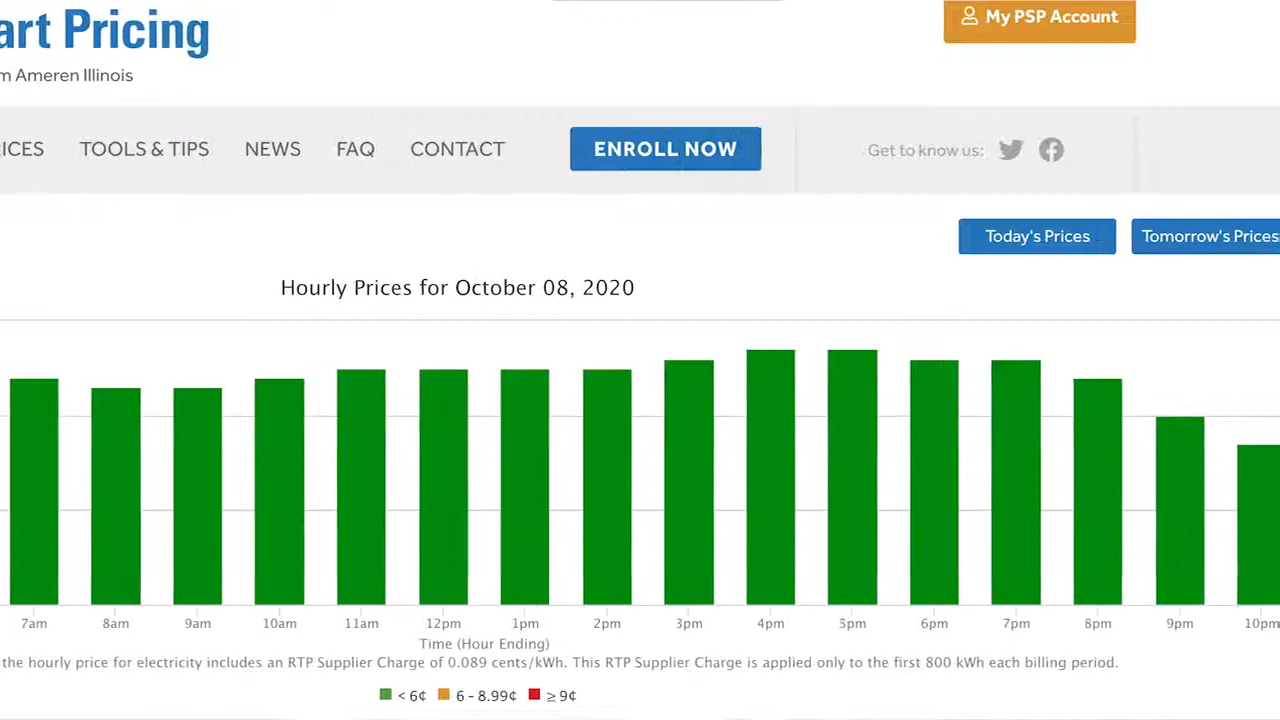 My PSP Account
art Pricing
m Ameren Illinois
ICES TOOLS & TIPS NEWS FAQ CONTACT ENROLL NOW Get to know us:
Today's Prices Tomorrow's Prices
Hourly Prices for October 08, 2020
7am 8am 9am 10am 11am 12pm 1pm 2pm 3pm 4pm 5pm 6pm 7pm 8pm 9pm 10pm
Time (Hour Ending)
the hourly price for electricity includes an RTP Supplier Charge of 0.089 cents/kWh. This RTP Supplier Charge is applied only to the first 800 kWh each billing period.
< 6¢ 6 - 8.99¢ ≥ 9¢